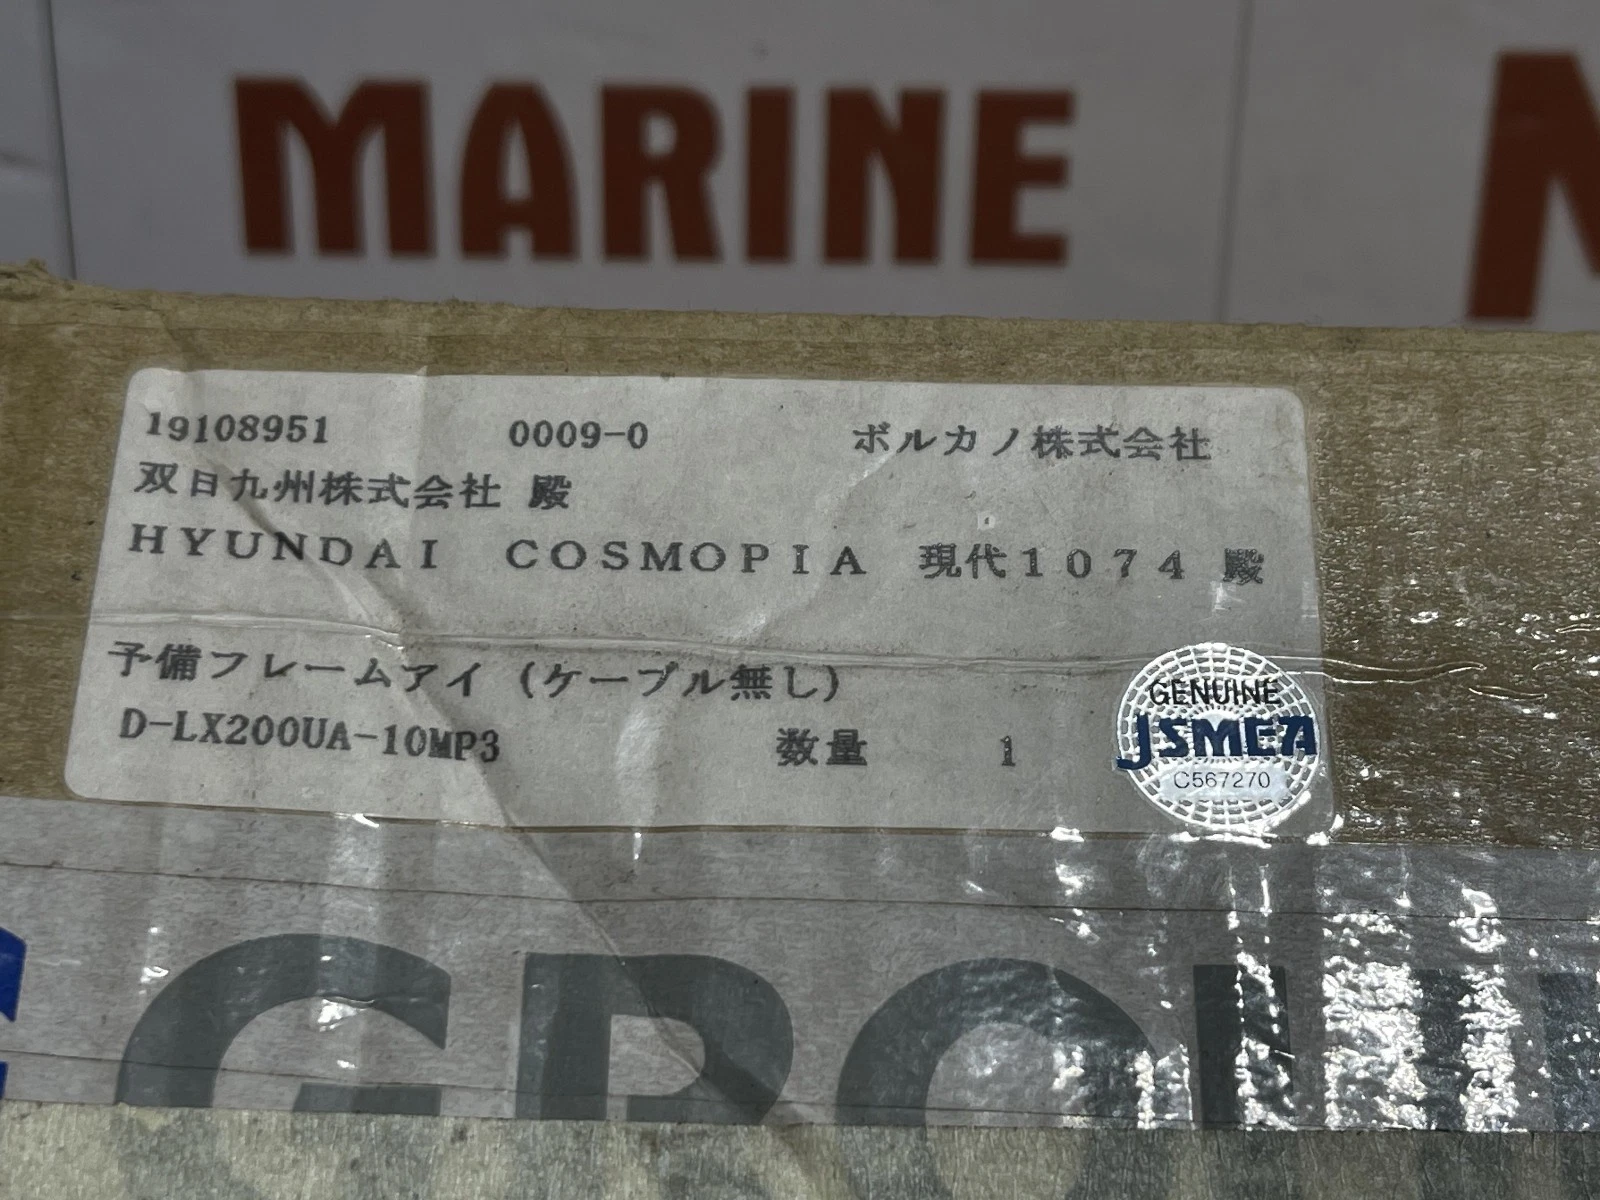 MARINE
19108951 0009-0 ボルカノ株式会社
双日九州株式会社 殿
HYUNDAI COSMOPIA 現代1074 殿
予備フレームアイ (ケーブル無し)
D-LX200UA-10MP3 数量 1
GENUINE
JSMEA
C567270